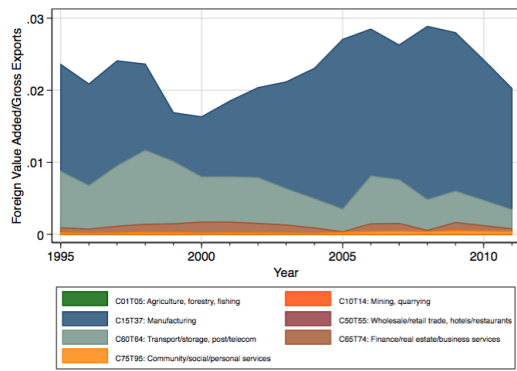 Foreign Value Added/Gross Exports
.03
.02
.01
0
1995
2000
2005
2010
Year
C01T05: Agriculture, forestry, fishing
C10T14: Mining, quarrying
C15T37: Manufacturing
C50T55: Wholesale/retail trade, hotels/restaurants
C60T64: Transport/storage, post/telecom
C65T74: Finance/real estate/business services
C75T95: Community/social/personal services